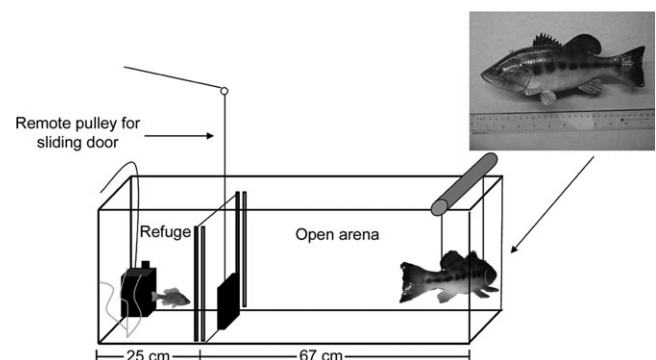 Remote pulley for
sliding door
Refuge
Open arena
25 cm
67 cm